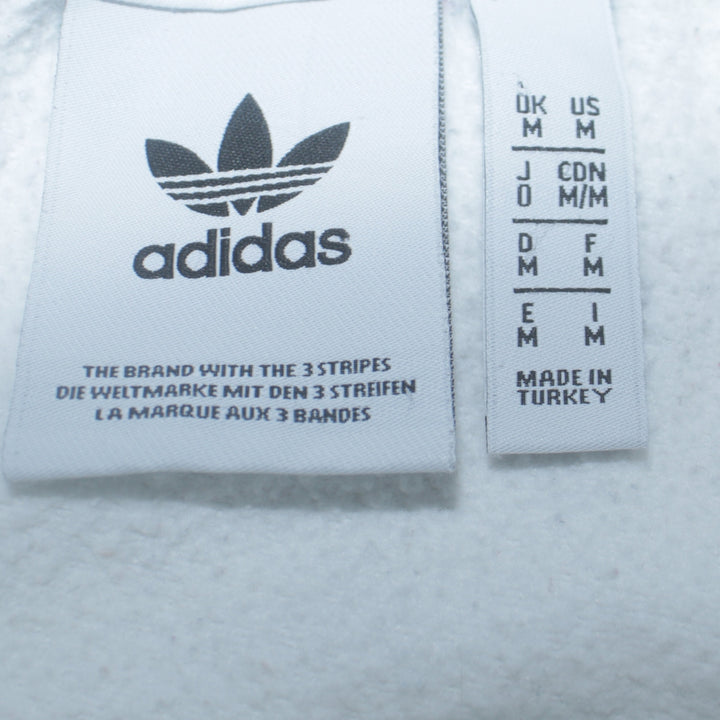 adidas
THE BRAND WITH THE 3 STRIPES
DIE WELTMARKE MIT DEN 3 STREIFEN
LA MARQUE AUX 3 BANDES
UK US
M M
J CDN
O M/M
D F
M M
E I
M M
MADE IN
TURKEY